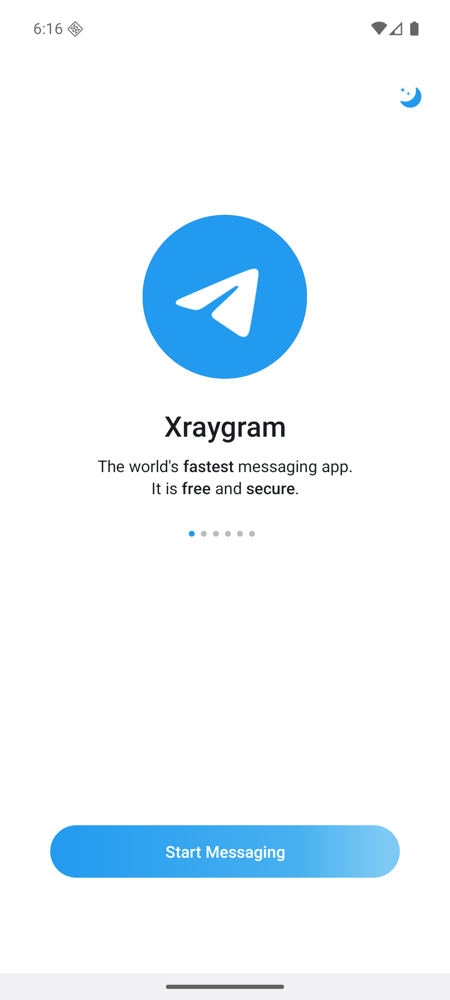 6:16
Xraygram
The world's fastest messaging app.
It is free and secure.
Start Messaging